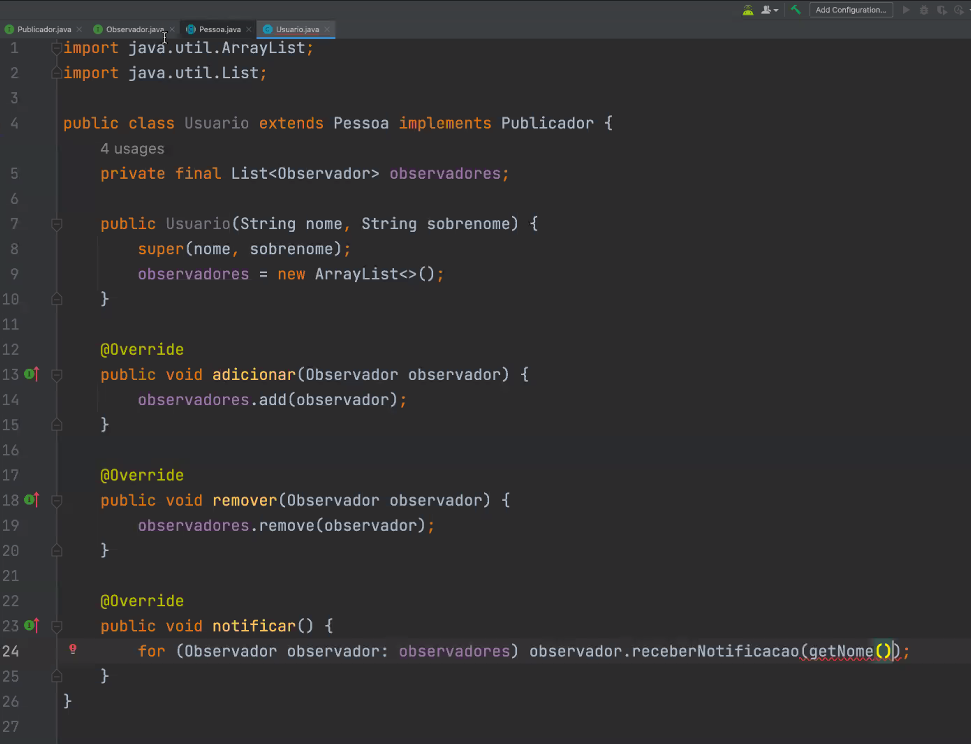 Add Configuration...
Publicador.java Observador.java Pessoa.java Usuario.java
1 import java.util.ArrayList;
2 import java.util.List;
3
4 public class Usuario extends Pessoa implements Publicador {
4 usages
5 private final List<Observador> observadores;
6
7 public Usuario(String nome, String sobrenome) {
8 super(nome, sobrenome);
9 observadores = new ArrayList<>();
10 }
11
12 @Override
13 public void adicionar(Observador observador) {
14 observadores.add(observador);
15 }
16
17 @Override
18 public void remover(Observador observador) {
19 observadores.remove(observador);
20 }
21
22 @Override
23 public void notificar() {
24 for (Observador observador: observadores) observador.receberNotificacao(getNome());
25 }
26 }
27